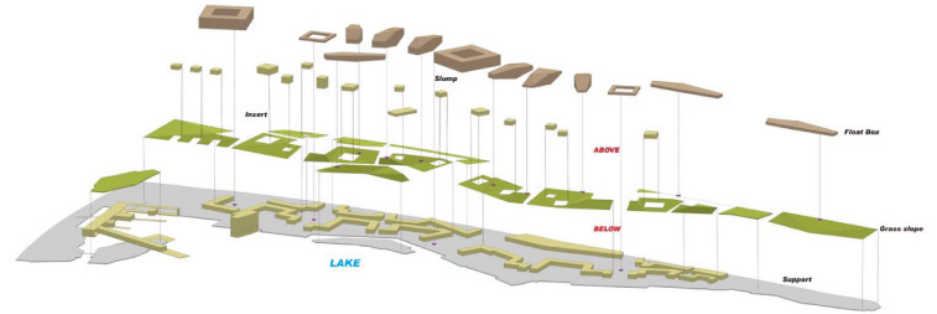 Slump
Insert
Float Box
ABOVE
Grass slope
BELOW
LAKE
Support